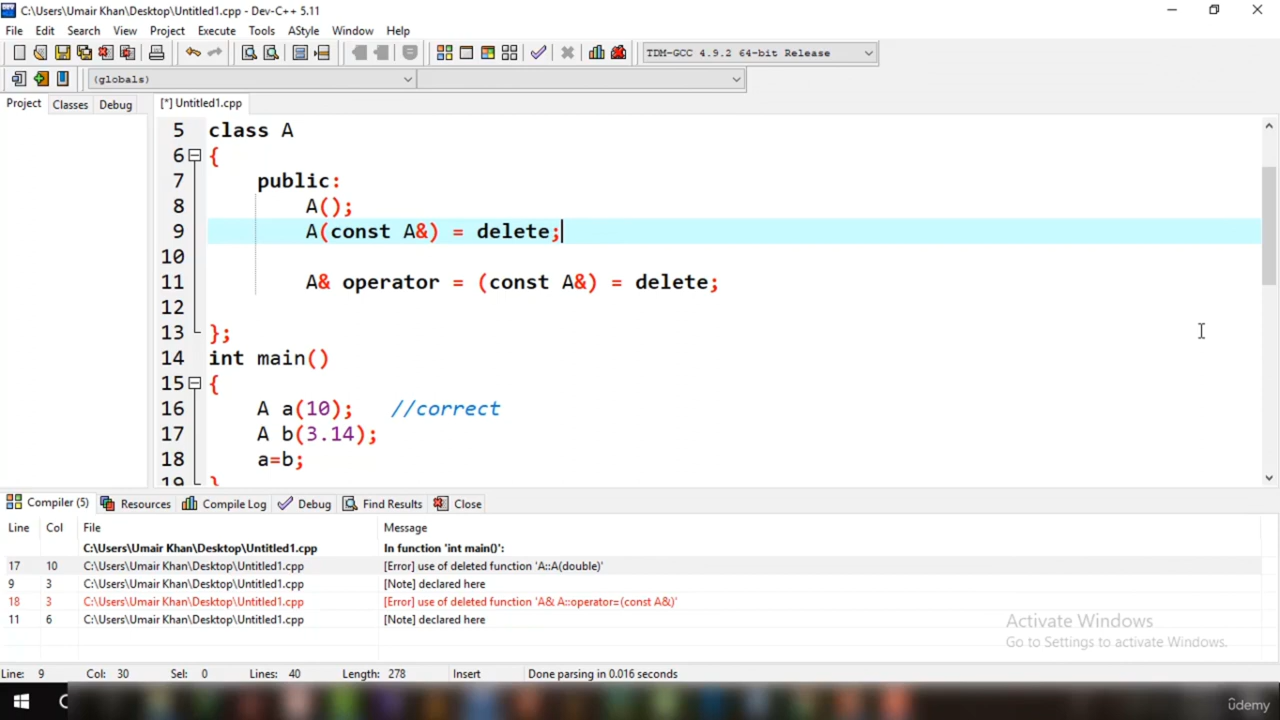 C:\Users\Umair Khan\Desktop\Untitled1.cpp - Dev-C++ 5.11
File Edit Search View Project Execute Tools AStyle Window Help
TDM-GCC 4.9.2 64-bit Release
(globals)
Project Classes Debug [*] Untitled1.cpp
5 class A
6 {
7 public:
8 A();
9 A(const A&) = delete;
10
11 A& operator = (const A&) = delete;
12
13 };
14 int main()
15 {
16 A a(10); //correct
17 A b(3.14);
18 a=b;
19 }
Compiler (5) Resources Compile Log Debug Find Results Close
Line Col File Message
C:\Users\Umair Khan\Desktop\Untitled1.cpp In function 'int main()':
17 10 C:\Users\Umair Khan\Desktop\Untitled1.cpp [Error] use of deleted function 'A::A(double)'
9 3 C:\Users\Umair Khan\Desktop\Untitled1.cpp [Note] declared here
18 3 C:\Users\Umair Khan\Desktop\Untitled1.cpp [Error] use of deleted function 'A& A::operator=(const A&)'
11 6 C:\Users\Umair Khan\Desktop\Untitled1.cpp [Note] declared here
Activate Windows
Go to Settings to activate Windows.
Line: 9 Col: 30 Sel: 0 Lines: 40 Length: 278 Insert Done parsing in 0.016 seconds
ûdemy